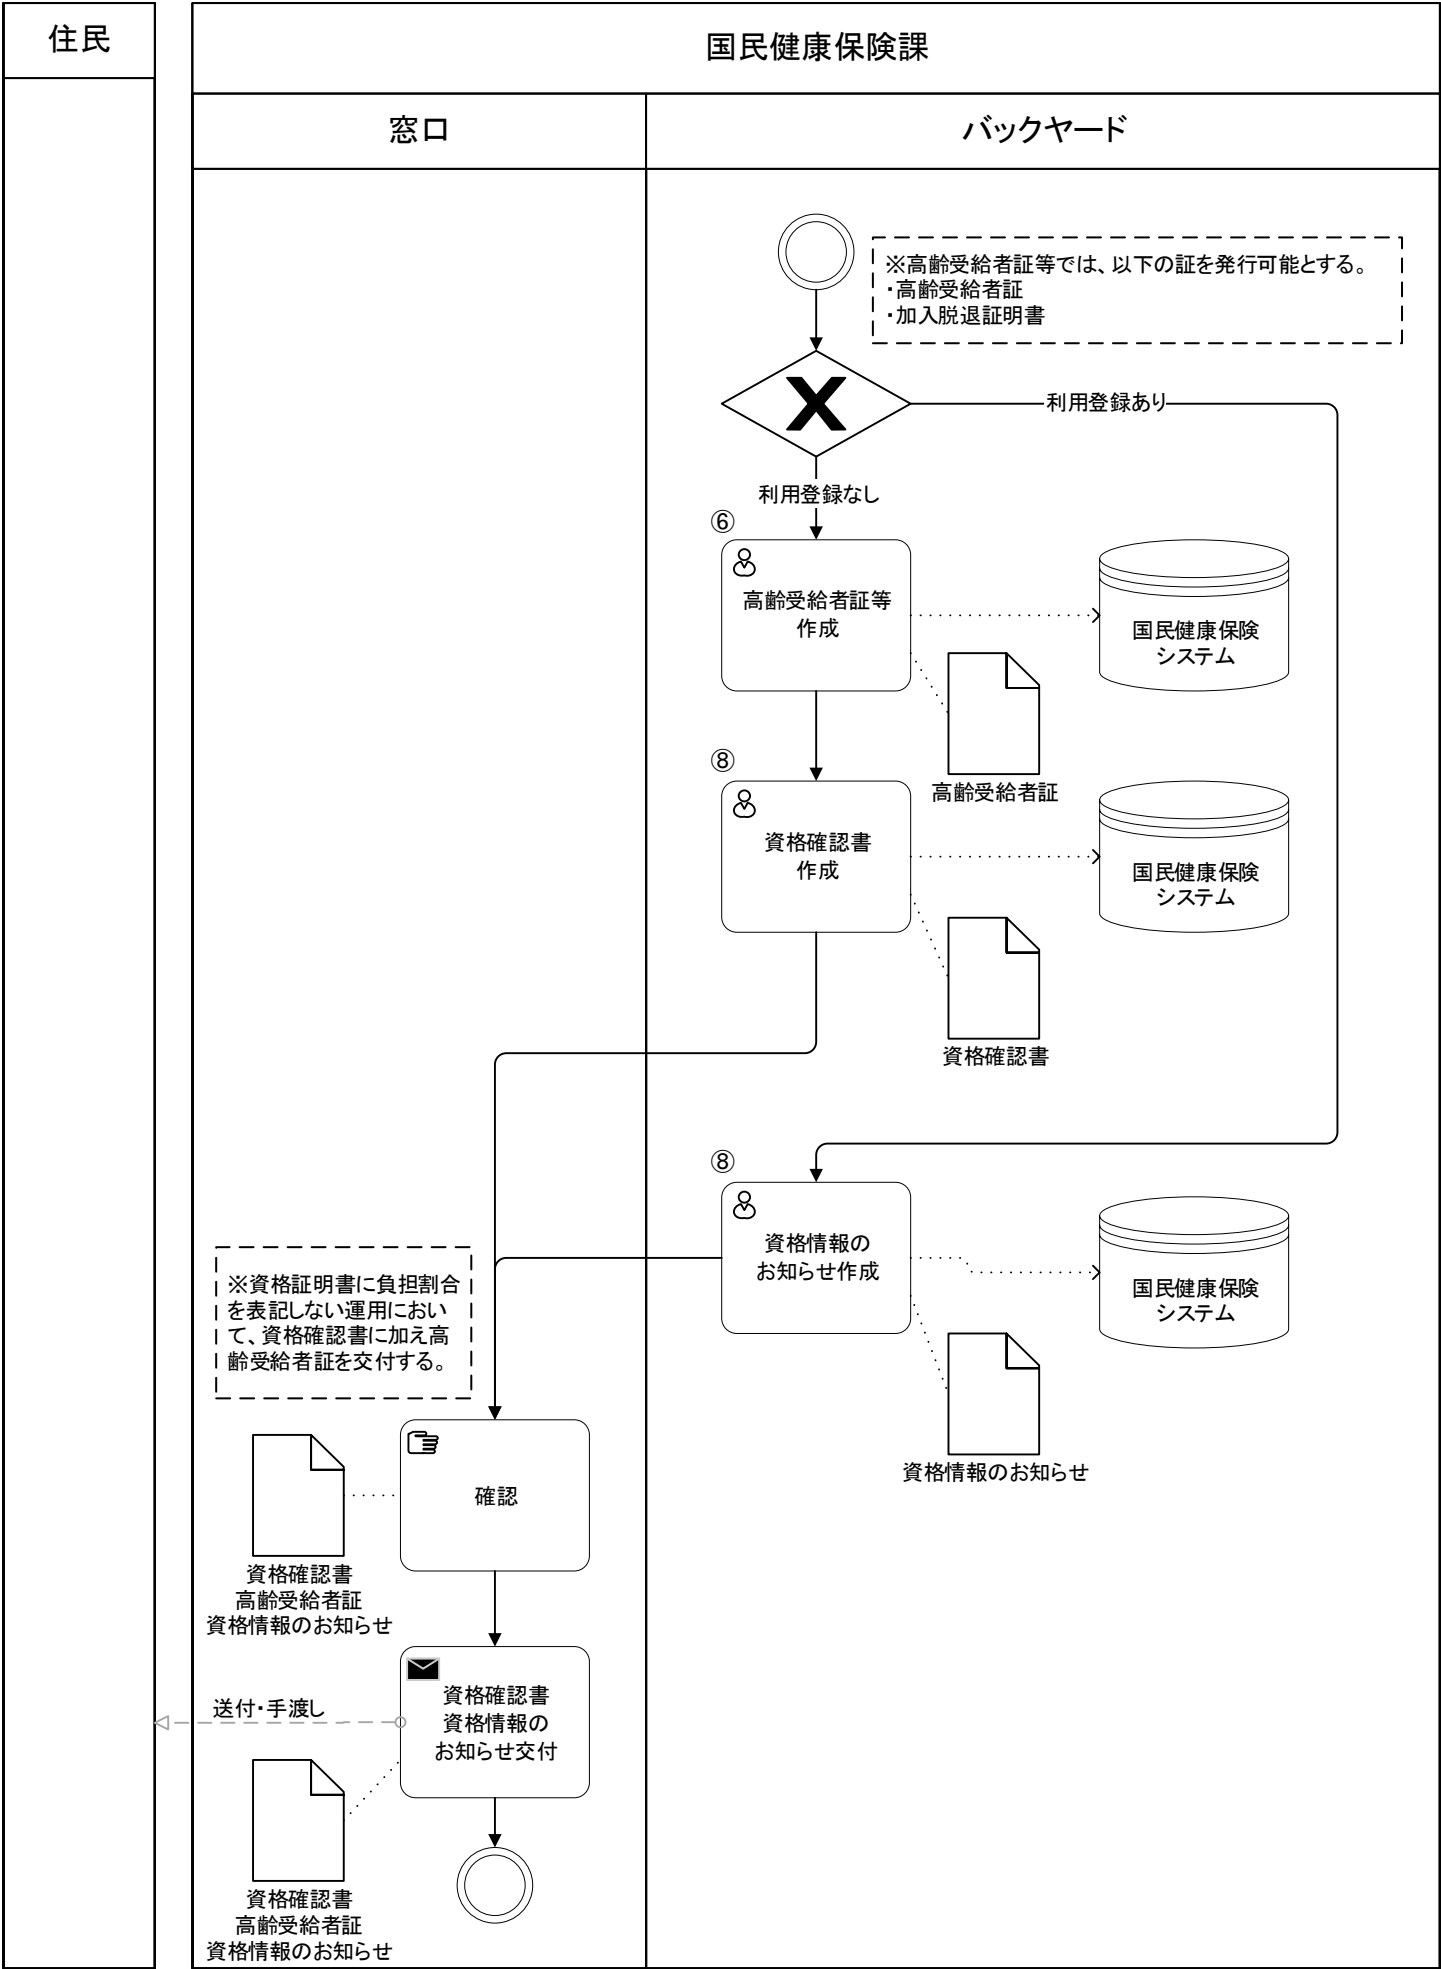 住民
国民健康保険課
窓口
バックヤード
※高齢受給者証等では、以下の証を発行可能とする。
・高齢受給者証
・加入脱退証明書
利用登録あり
利用登録なし
⑥
高齢受給者証等
作成
国民健康保険
システム
高齢受給者証
⑧
資格確認書
作成
国民健康保険
システム
資格確認書
⑧
資格情報の
お知らせ作成
国民健康保険
システム
資格情報のお知らせ
※資格証明書に負担割合
を表記しない運用におい
て、資格確認書に加え高
齢受給者証を交付する。
確認
資格確認書
高齢受給者証
資格情報のお知らせ
資格確認書
資格情報の
お知らせ交付
送付・手渡し
資格確認書
高齢受給者証
資格情報のお知らせ